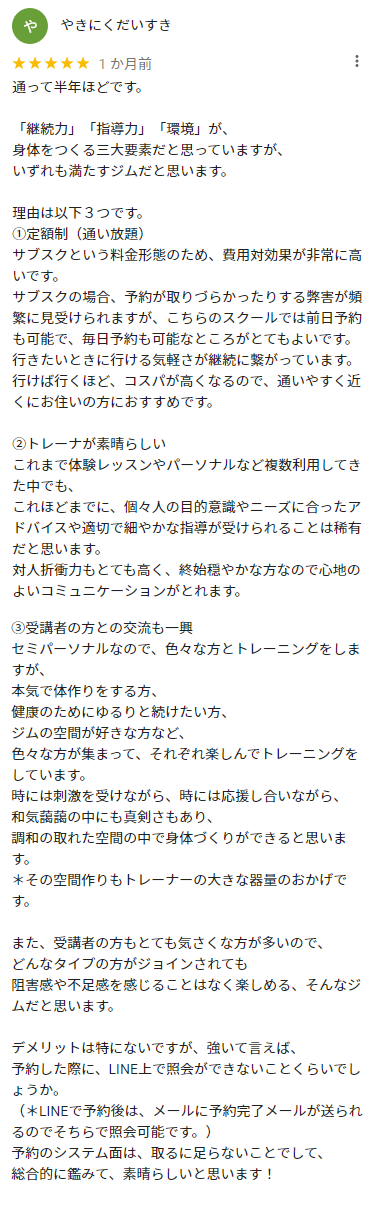 や
やきにくだいすき
★★★★★ 1 か月前
通って半年ほどです。
「継続力」「指導力」「環境」が、
身体をつくる三大要素だと思っていますが、
いずれも満たすジムだと思います。
理由は以下３つです。
①定額制（通い放題）
サブスクという料金形態のため、費用対効果が非常に高
いです。
サブスクの場合、予約が取りづらかったりする弊害が頻
繁に見受けられますが、こちらのスクールでは前日予約
も可能で、毎日予約も可能なところがとてもよいです。
行きたいときに行ける気軽さが継続に繋がっています。
行けば行くほど、コスパが高くなるので、通いやすく近
くにお住いの方におすすめです。
②トレーナが素晴らしい
これまで体験レッスンやパーソナルなど複数利用してき
た中でも、
これほどまでに、個々人の目的意識やニーズに合ったア
ドバイスや適切で細やかな指導が受けられることは稀有
だと思います。
対人折衝力もとても高く、終始穏やかな方なので心地の
よいコミュニケーションがとれます。
③受講者の方との交流も一興
セミパーソナルなので、色々な方とトレーニングをしま
すが、
本気で体作りをする方、
健康のためにゆるりと続けたい方、
ジムの空間が好きな方など、
色々な方が集まって、それぞれ楽しんでトレーニングを
しています。
時には刺激を受けながら、時には応援し合いながら、
和気藹藹の中にも真剣さもあり、
調和の取れた空間の中で身体づくりができると思いま
す。
＊その空間作りもトレーナーの大きな器量のおかげで
す。
また、受講者の方もとても気さくな方が多いので、
どんなタイプの方がジョインされても
阻害感や不足感を感じることはなく楽しめる、そんなジ
ムだと思います。
デメリットは特にないですが、強いて言えば、
予約した際に、LINE上で照会ができないことくらいでし
ょうか。
（＊LINEで予約後は、メールに予約完了メールが送られ
るのでそちらで照会可能です。）
予約のシステム面は、取るに足らないことでして、
総合的に鑑みて、素晴らしいと思います！